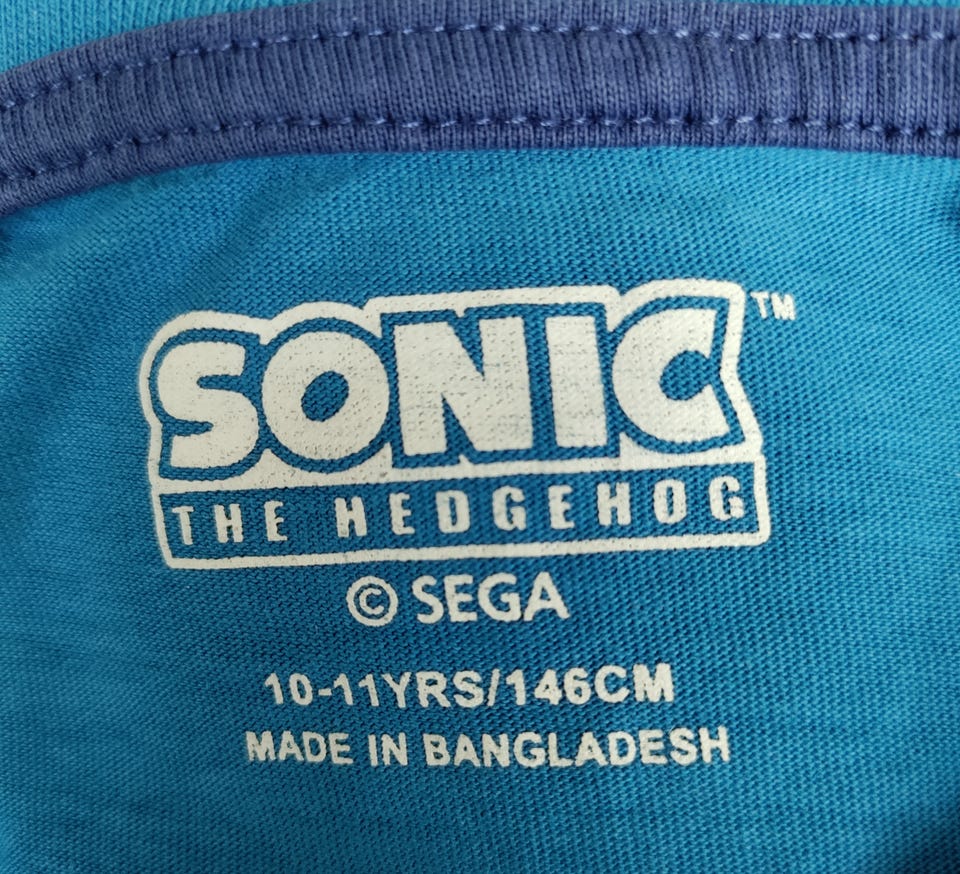 SONIC™
THE HEDGEHOG
© SEGA
10-11YRS/146CM
MADE IN BANGLADESH